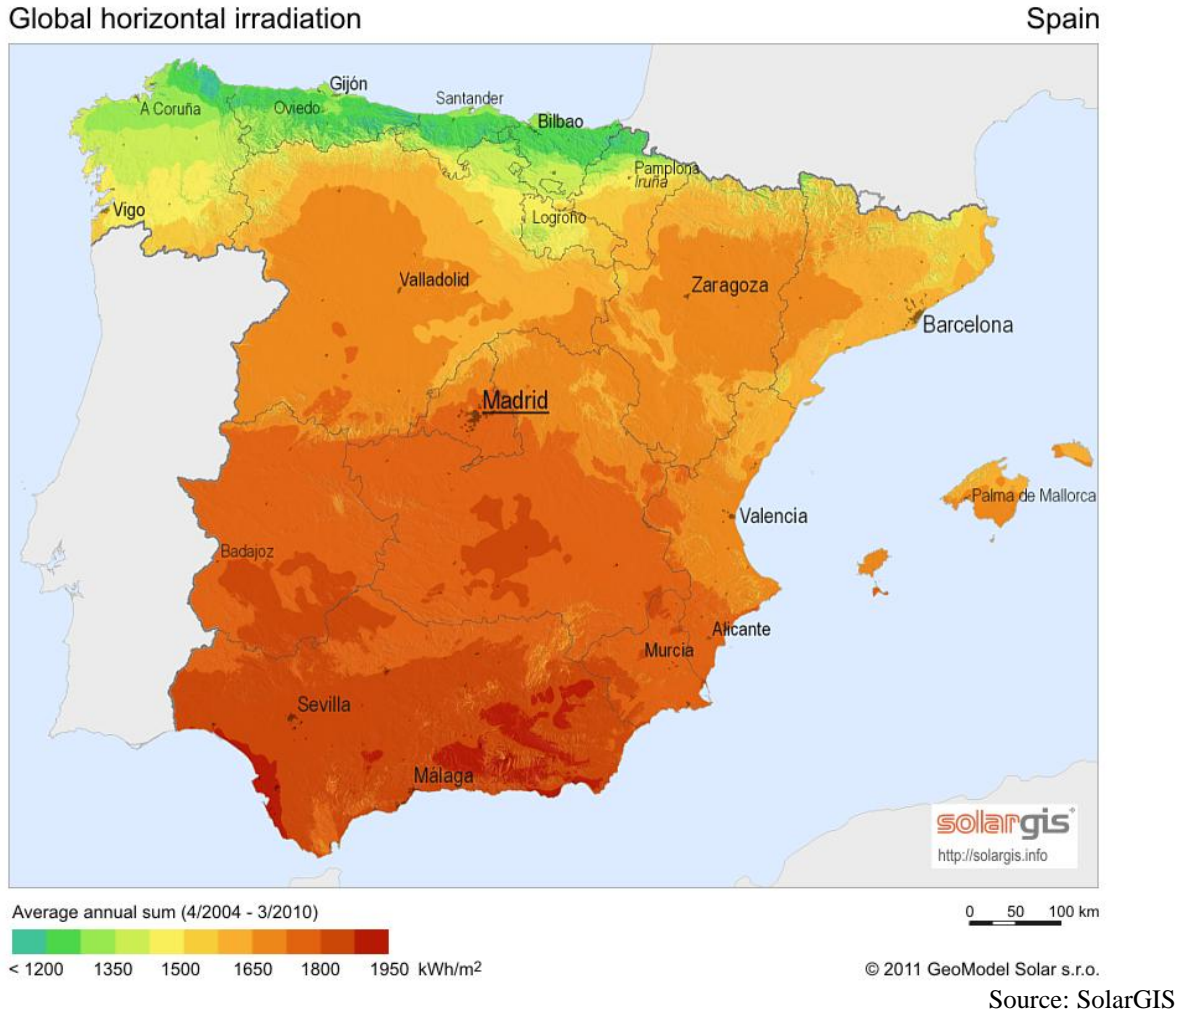 Global horizontal irradiation
Spain
Gijón
A Coruña
Oviedo
Santander
Bilbao
Pamplona
Iruña
Vigo
Logroño
Valladolid
Zaragoza
Barcelona
Madrid
Palma de Mallorca
Valencia
Badajoz
Alicante
Murcia
Sevilla
Málaga
solargis
http://solargis.info
Average annual sum (4/2004 - 3/2010)
0 50 100 km
< 1200 1350 1500 1650 1800 1950 kWh/m2
© 2011 GeoModel Solar s.r.o.
Source: SolarGIS